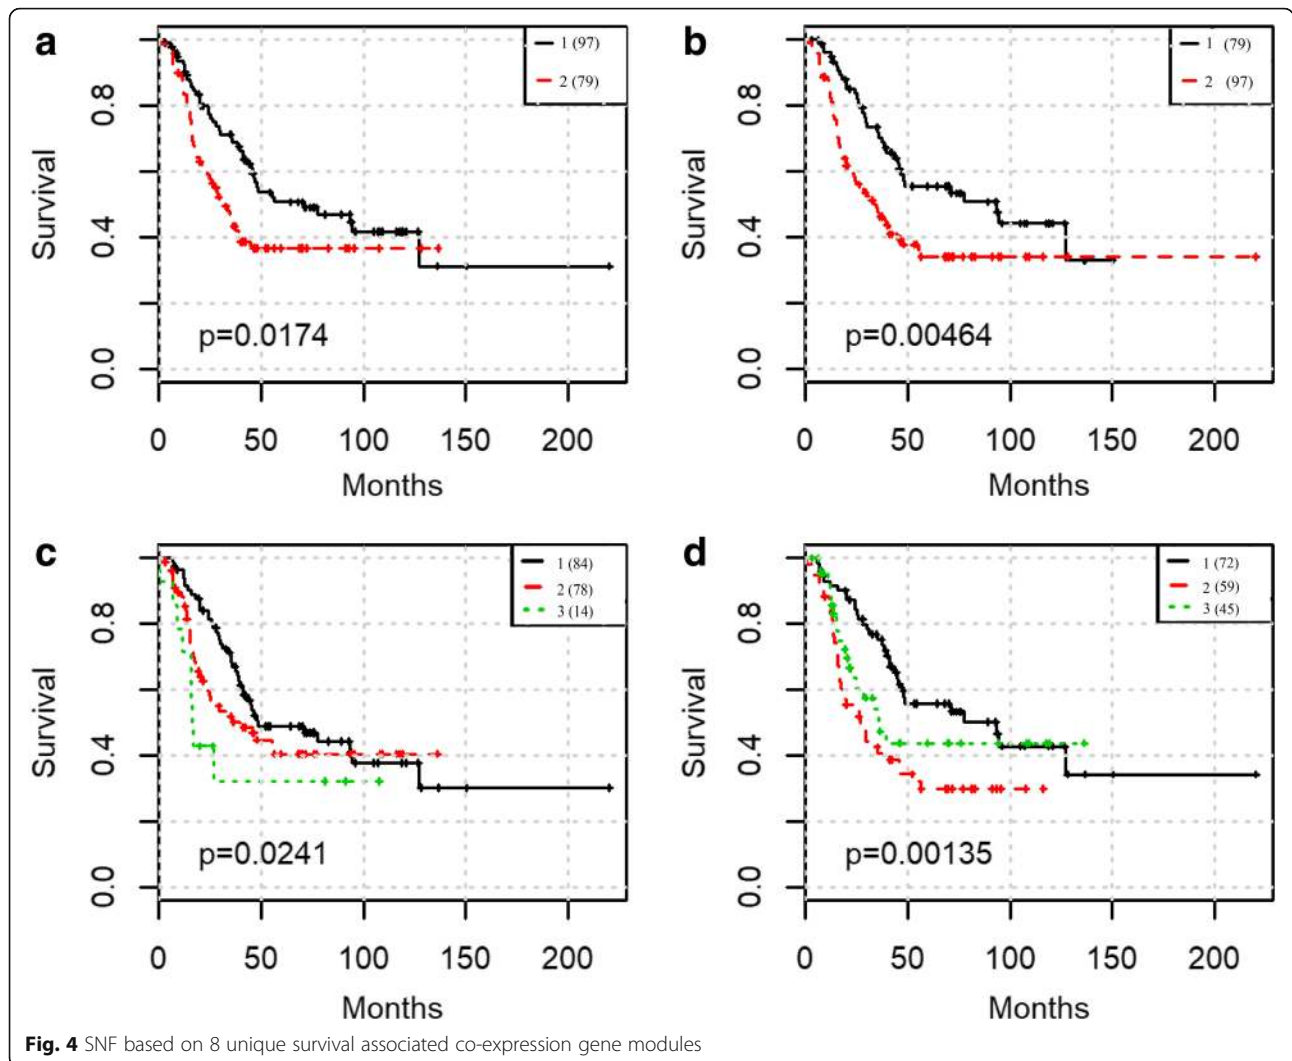 a
1 (97)
2 (79)
0.8
0.4
0.0
Survival
p=0.0174
0 50 100 150 200
Months
b
1 (79)
2 (97)
0.8
0.4
0.0
Survival
p=0.00464
0 50 100 150 200
Months
c
1 (84)
2 (78)
3 (14)
0.8
0.4
0.0
Survival
p=0.0241
0 50 100 150 200
Months
d
1 (72)
2 (59)
3 (45)
0.8
0.4
0.0
Survival
p=0.00135
0 50 100 150 200
Months
Fig. 4 SNF based on 8 unique survival associated co-expression gene modules